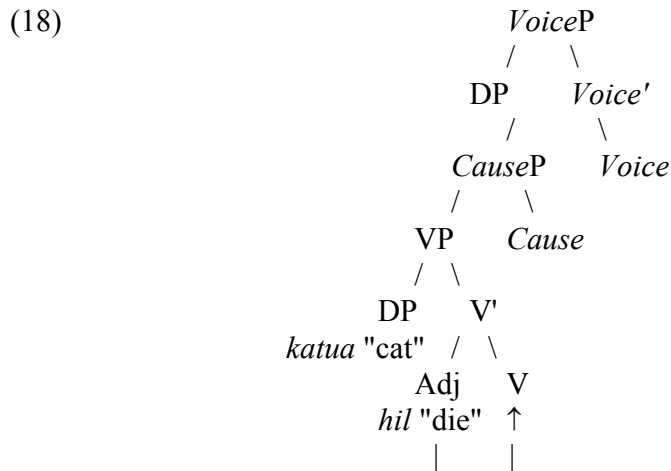 (18) VoiceP
DP Voice'
CauseP Voice
VP Cause
DP V'
katua "cat"
Adj V
hil "die" ↑